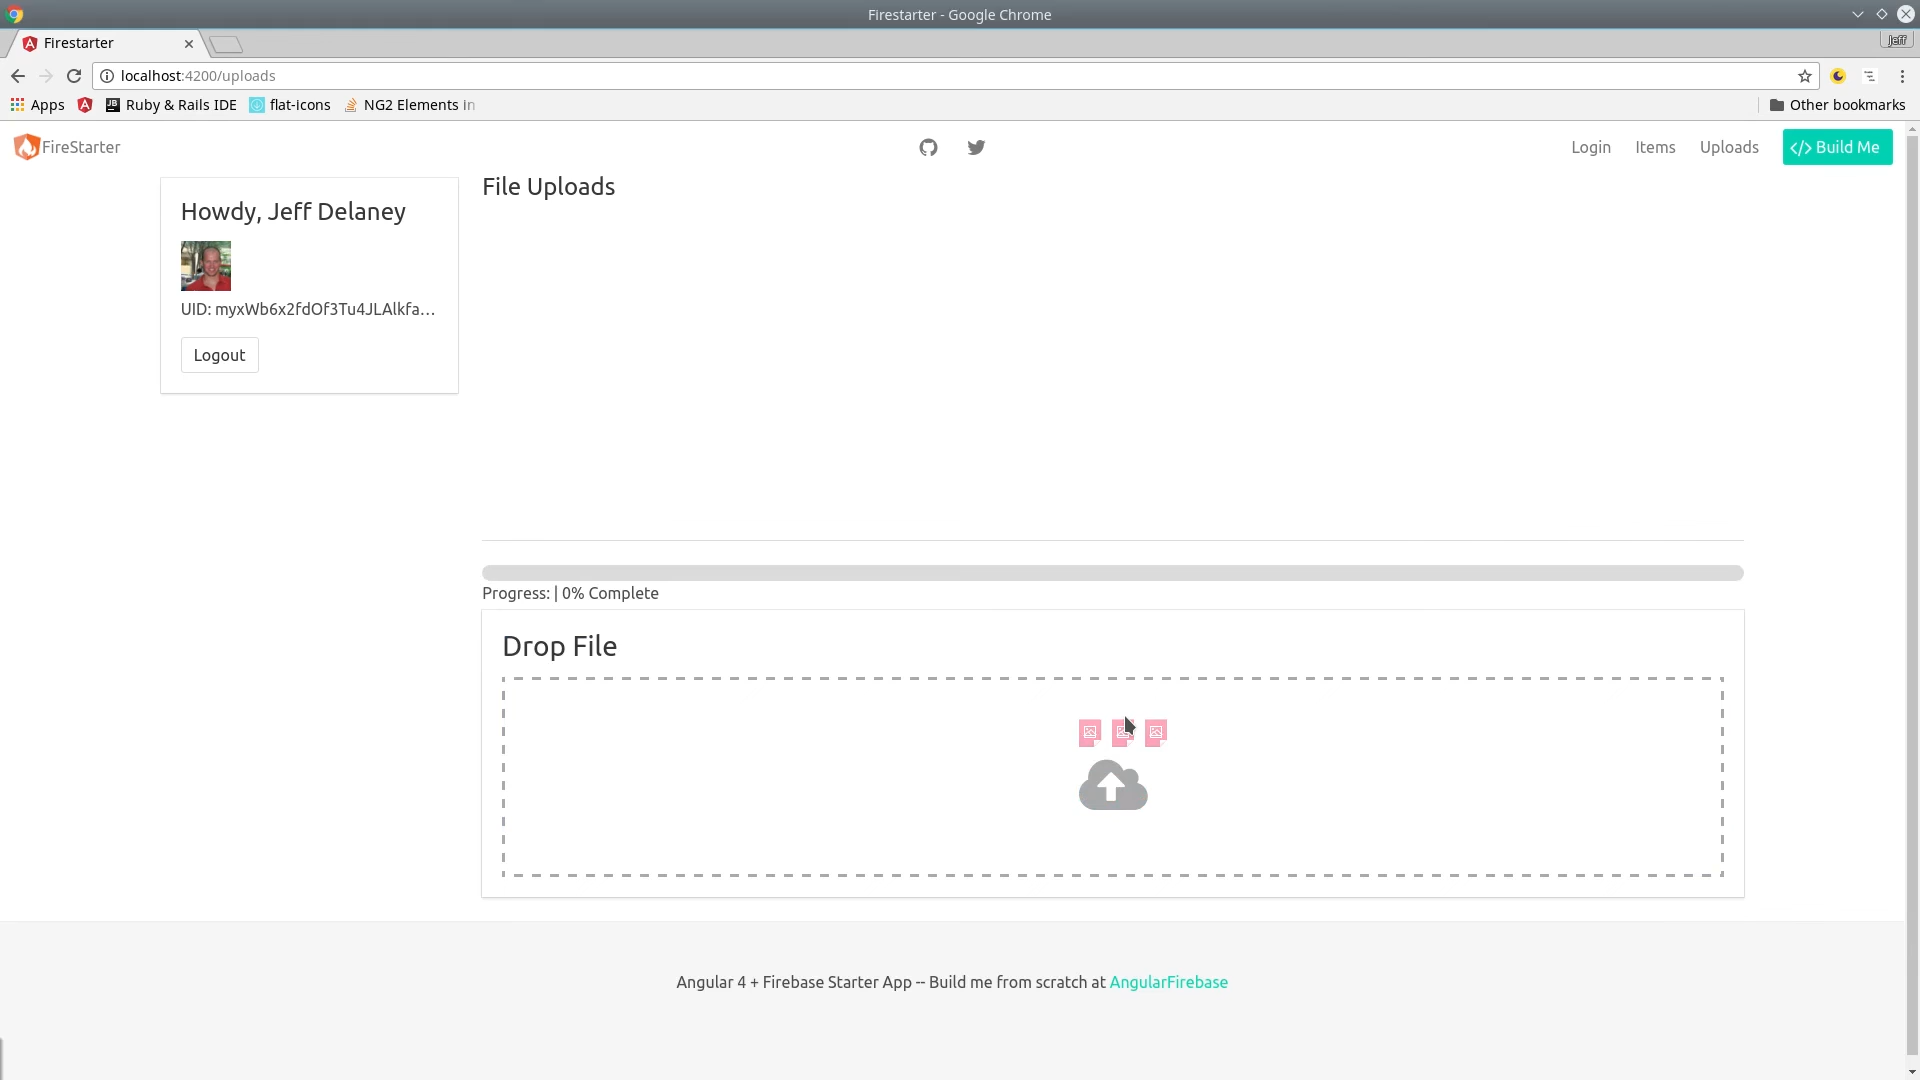 Firestarter - Google Chrome
Firestarter
Jeff
localhost:4200/uploads
Apps
JB Ruby & Rails IDE
flat-icons
NG2 Elements in
Other bookmarks
FireStarter
Login
Items
Uploads
</> Build Me
Howdy, Jeff Delaney
UID: myxWb6x2fdOf3Tu4JLAlkfa...
Logout
File Uploads
Progress: | 0% Complete
Drop File
Angular 4 + Firebase Starter App -- Build me from scratch at AngularFirebase